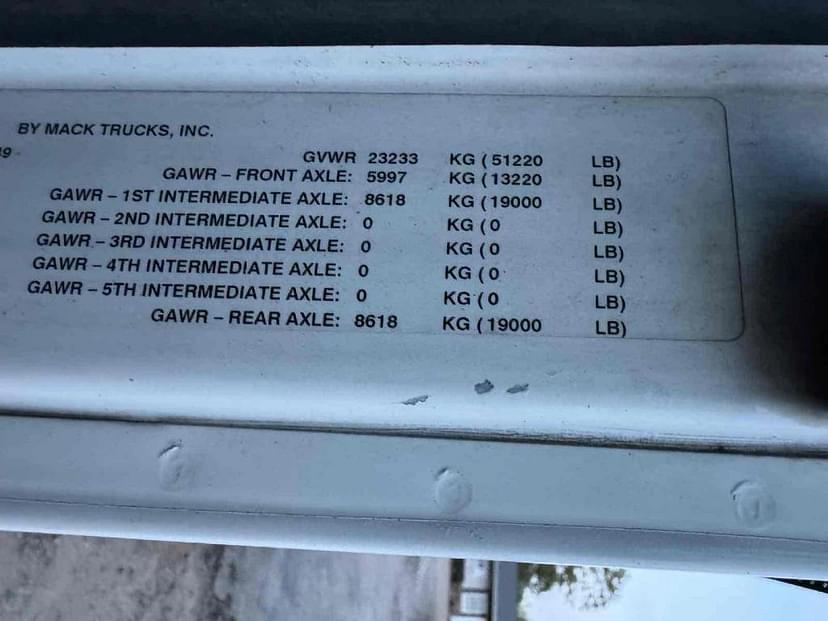 BY MACK TRUCKS, INC.
GVWR 23233 KG (51220 LB)
GAWR – FRONT AXLE: 5997 KG (13220 LB)
GAWR – 1ST INTERMEDIATE AXLE: 8618 KG (19000 LB)
GAWR – 2ND INTERMEDIATE AXLE: 0 KG (0 LB)
GAWR – 3RD INTERMEDIATE AXLE: 0 KG (0 LB)
GAWR – 4TH INTERMEDIATE AXLE: 0 KG (0 LB)
GAWR – 5TH INTERMEDIATE AXLE: 0 KG (0 LB)
GAWR – REAR AXLE: 8618 KG (19000 LB)